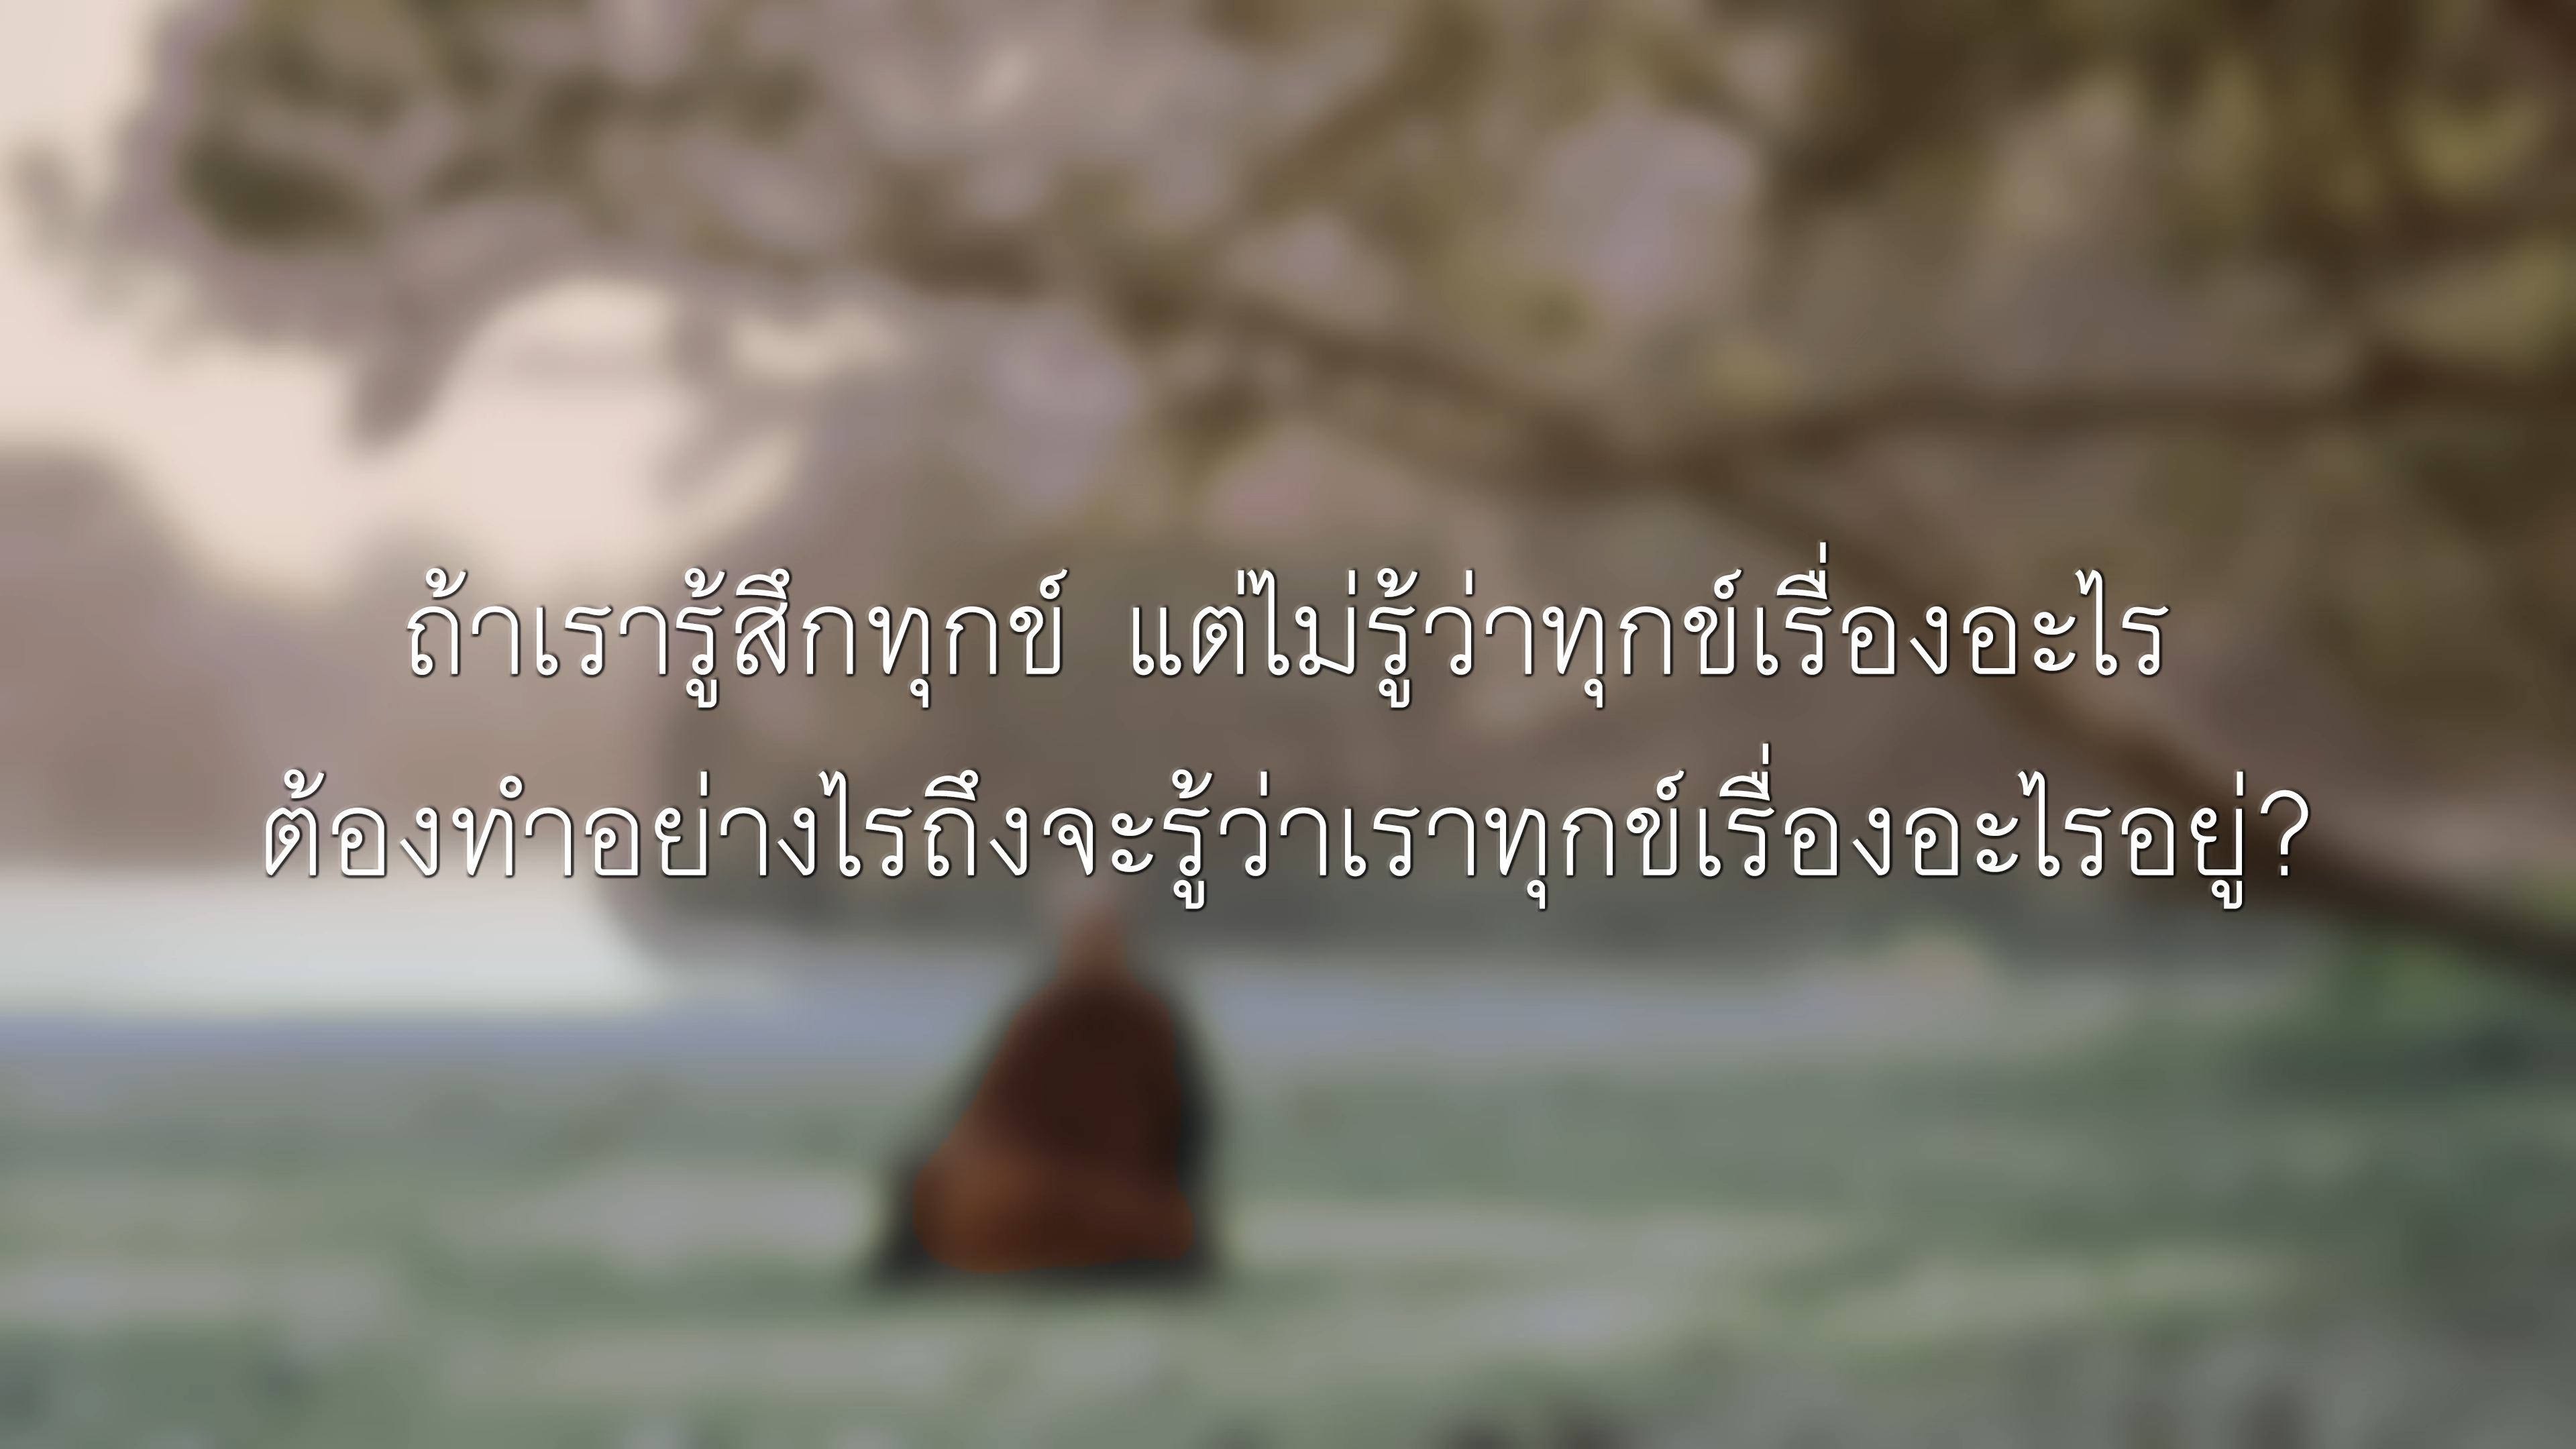 ถ้าเรารู้สึกทุกข์ แต่ไม่รู้ว่าทุกข์เรื่องอะไร
ต้องทำอย่างไรถึงจะรู้ว่าเราทุกข์เรื่องอะไรอยู่?